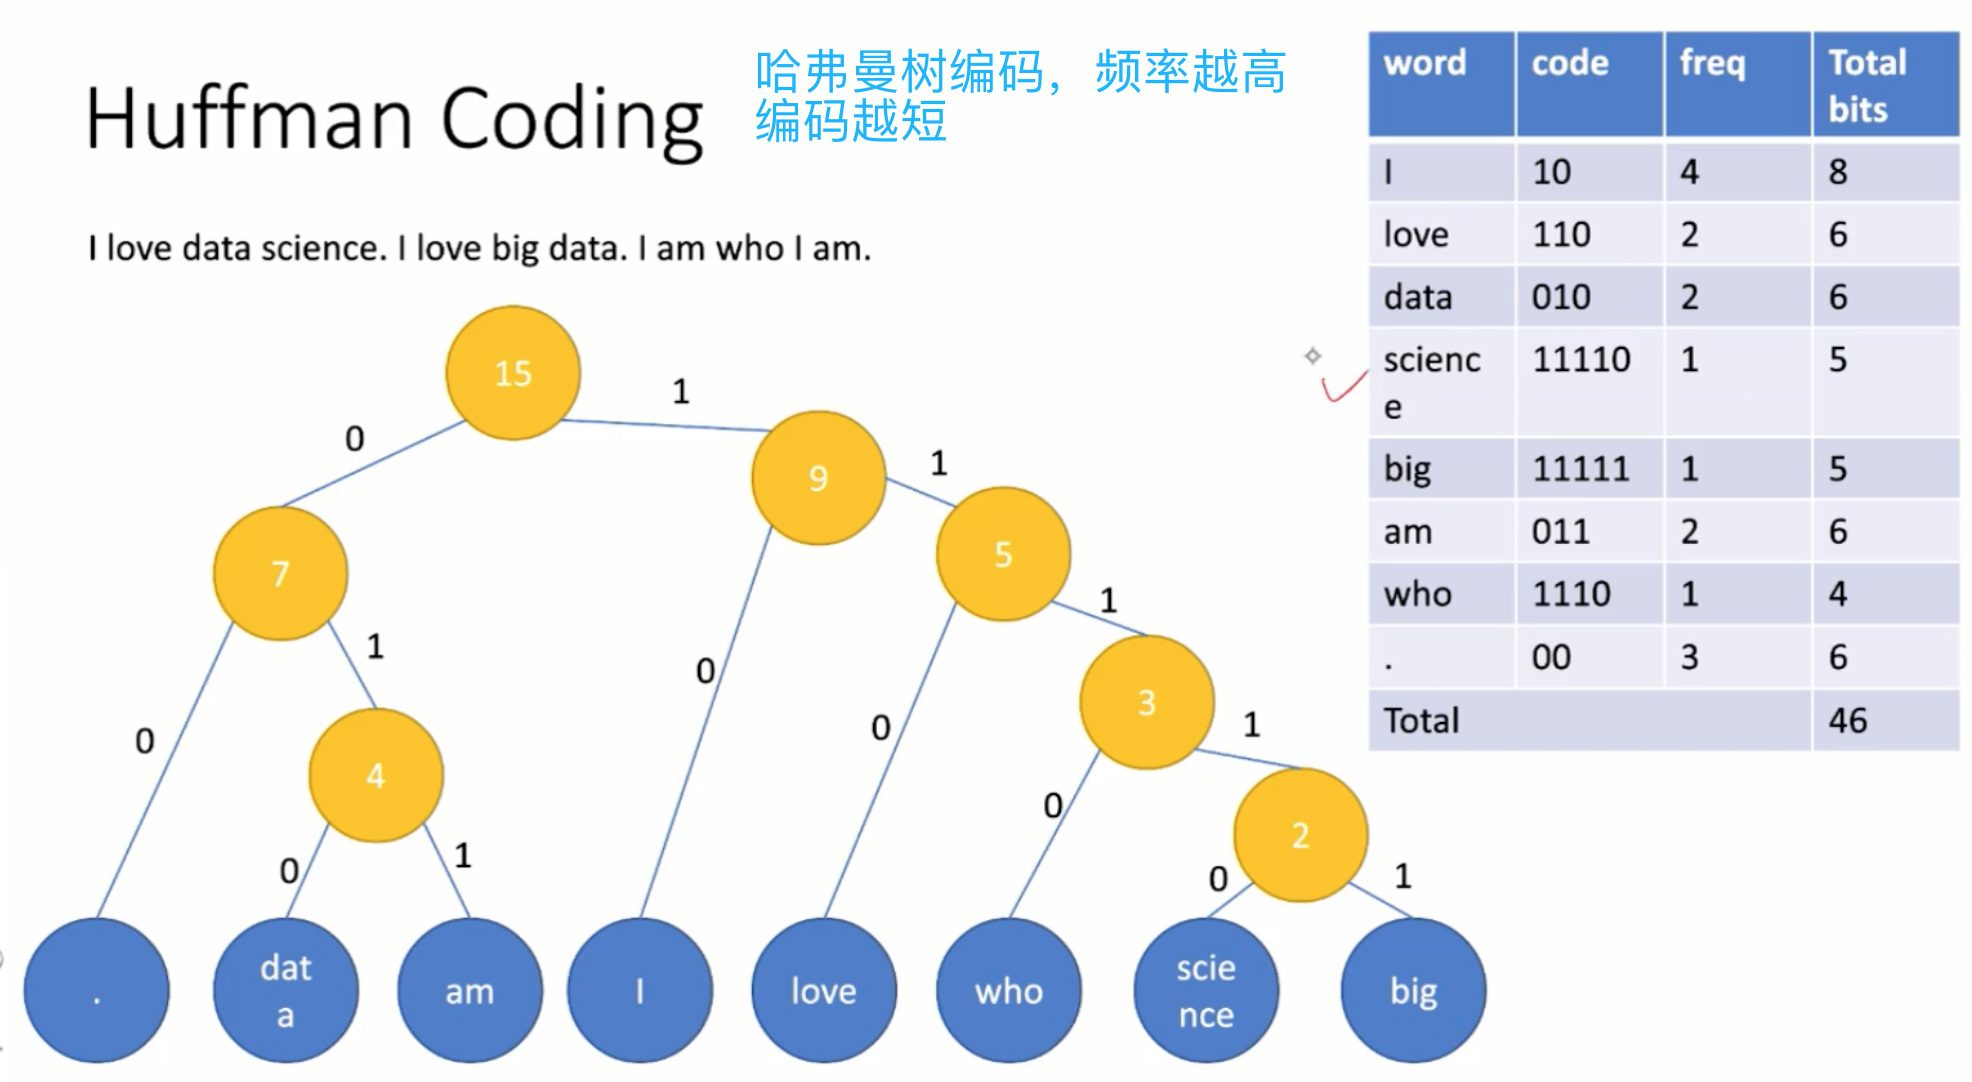 Huffman Coding
哈弗曼树编码，频率越高
编码越短
I love data science. I love big data. I am who I am.
word code freq Total
bits
I 10 4 8
love 110 2 6
data 010 2 6
scienc 11110 1 5
e
big 11111 1 5
am 011 2 6
who 1110 1 4
. 00 3 6
Total 46
15
1
0
9
1
5
7
1
1
0
3
0
1
0
4
0
2
0
1
0
1
.
dat
a
am
I
love
who
scie
nce
big